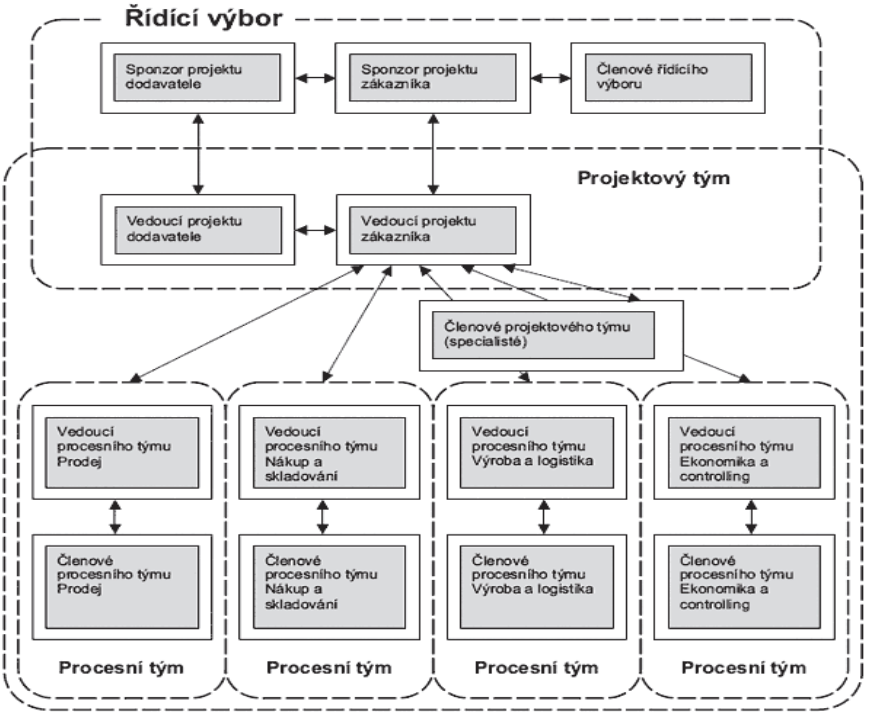 Řídící výbor
Sponzor projektu
dodavatele
Sponzor projektu
zákazníka
Členové řídícího
výboru
Projektový tým
Vedoucí projektu
dodavatele
Vedoucí projektu
zákazníka
Členové projektového týmu
(specialisté)
Vedoucí
procesního týmu
Prodej
Vedoucí
procesního týmu
Nákup a
skladování
Vedoucí
procesního týmu
Výroba a logistika
Vedoucí
procesního týmu
Ekonomika a
controlling
Členové
procesního týmu
Prodej
Členové
procesního týmu
Nákup a
skladování
Členové
procesního týmu
Výroba a logistika
Členové
procesního týmu
Ekonomika a
controlling
Procesní tým
Procesní tým
Procesní tým
Procesní tým